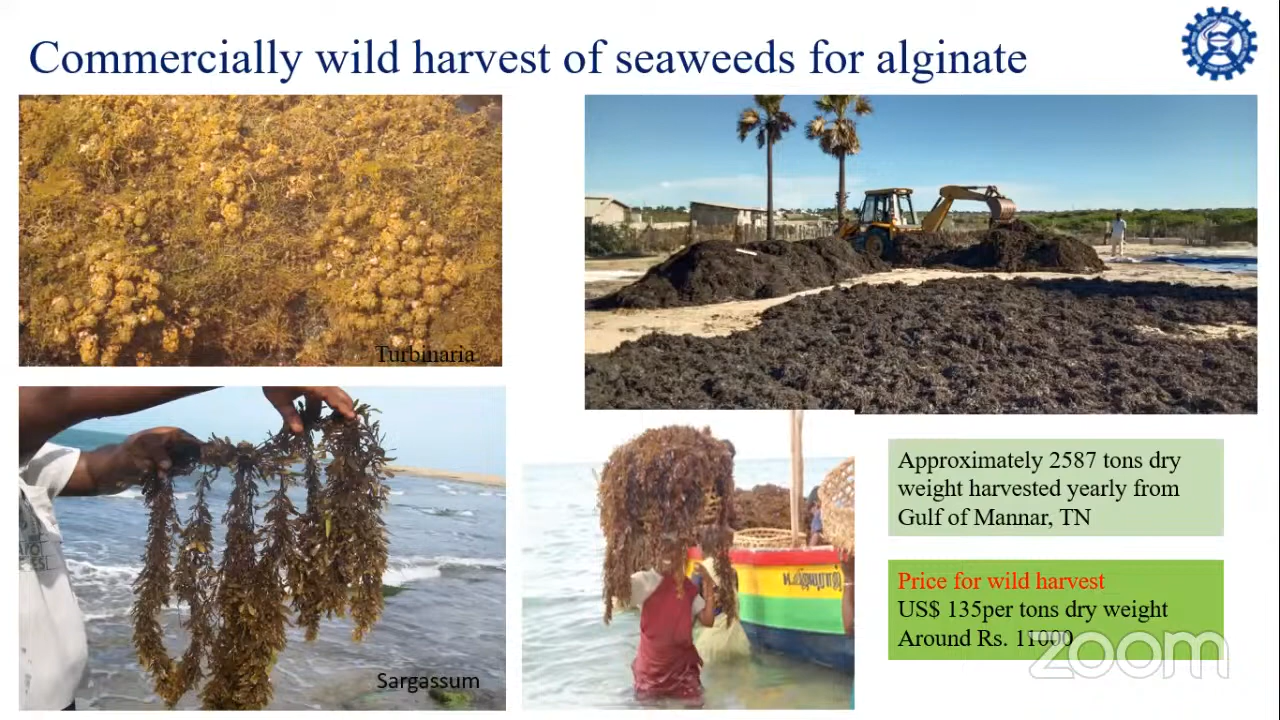 Commercially wild harvest of seaweeds for alginate
Turbinaria
Sargassum
Approximately 2587 tons dry
weight harvested yearly from
Gulf of Mannar, TN
Price for wild harvest
US$ 135per tons dry weight
Around Rs. 11000
zoom